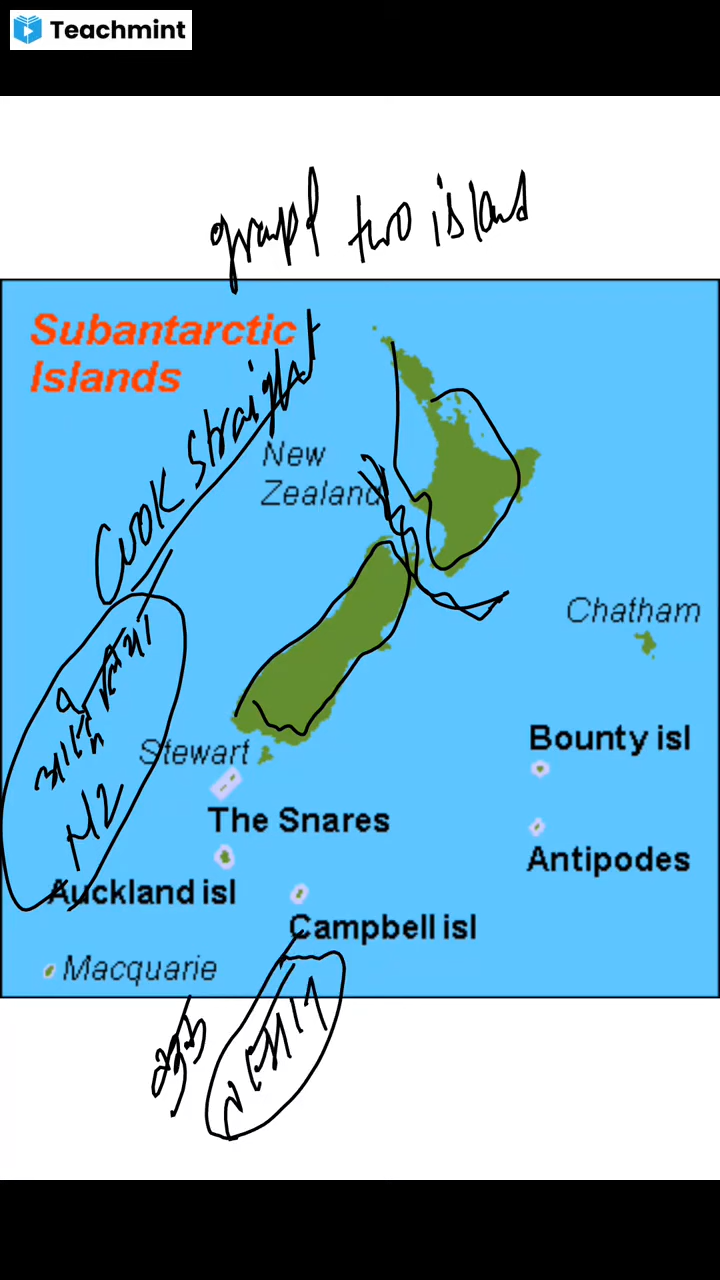 Teachmint
two island
Subantarctic
Islands
Cook straight
New
Zealand
Chatham
Bounty isl
Stewart
The Snares
Antipodes
Auckland isl
Campbell isl
Macquarie